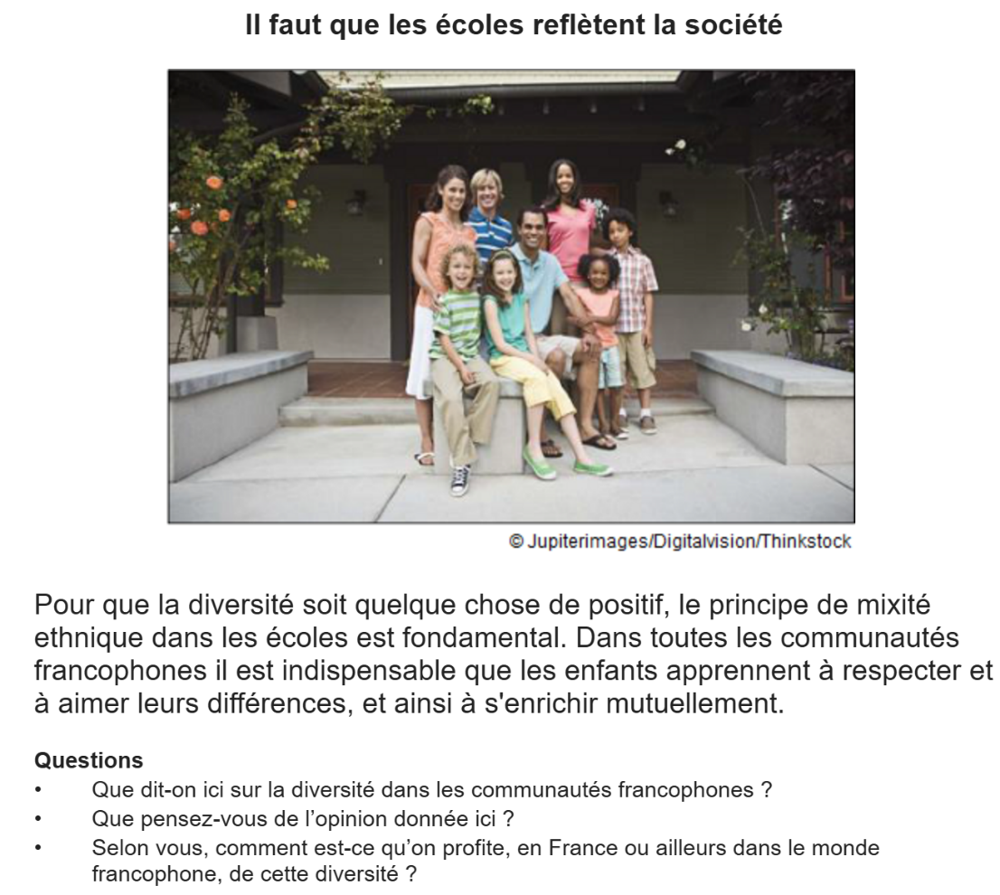 Il faut que les écoles reflètent la société
© Jupiterimages/Digitalvision/Thinkstock
Pour que la diversité soit quelque chose de positif, le principe de mixité
ethnique dans les écoles est fondamental. Dans toutes les communautés
francophones il est indispensable que les enfants apprennent à respecter et
à aimer leurs différences, et ainsi à s'enrichir mutuellement.
Questions
• Que dit-on ici sur la diversité dans les communautés francophones ?
• Que pensez-vous de l’opinion donnée ici ?
• Selon vous, comment est-ce qu’on profite, en France ou ailleurs dans le monde
francophone, de cette diversité ?